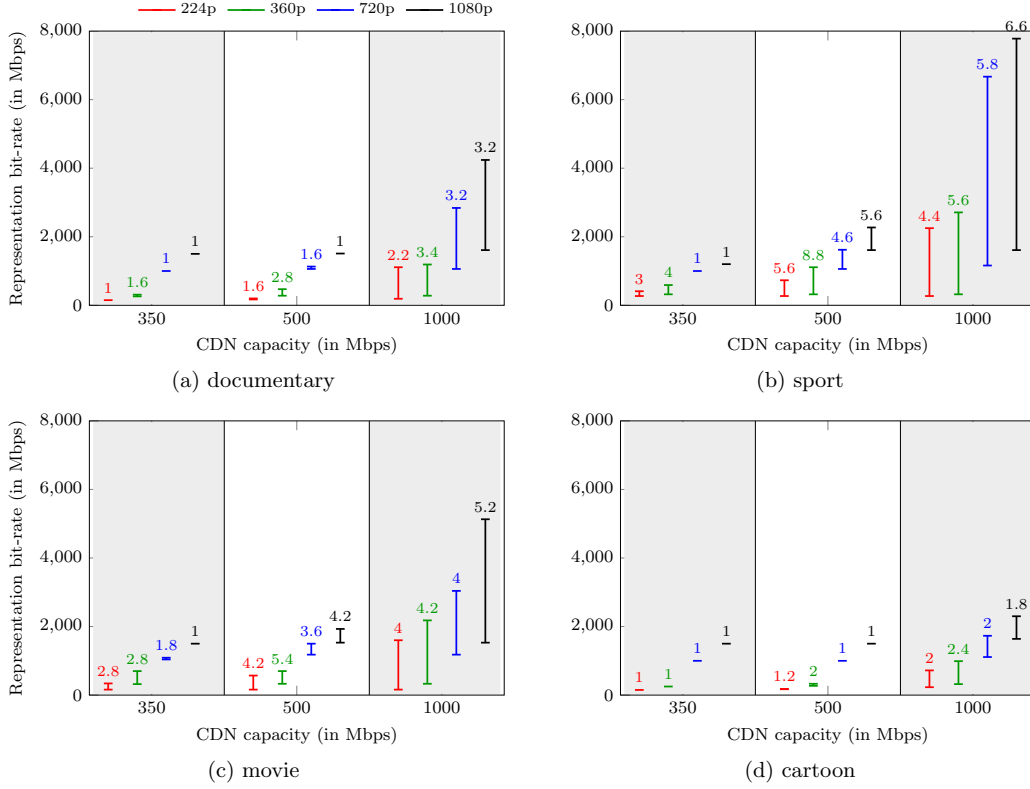 224p 360p 720p 1080p
Representation bit-rate (in Mbps)
8,000
6,000
4,000
2,000
0
1 1.6 1 1
1.6 2.8 1.6 1
2.2 3.4 3.2 3.2
350 500 1000
CDN capacity (in Mbps)
(a) documentary
8,000
6,000
4,000
2,000
0
3 4 1 1
5.6 8.8 4.6 5.6
4.4 5.6 5.8 6.6
350 500 1000
CDN capacity (in Mbps)
(b) sport
Representation bit-rate (in Mbps)
8,000
6,000
4,000
2,000
0
2.8 2.8 1.8 1
4.2 5.4 3.6 4.2
4 4.2 4 5.2
350 500 1000
CDN capacity (in Mbps)
(c) movie
8,000
6,000
4,000
2,000
0
1 1 1 1
1.2 2 1 1
2 2.4 2 1.8
350 500 1000
CDN capacity (in Mbps)
(d) cartoon